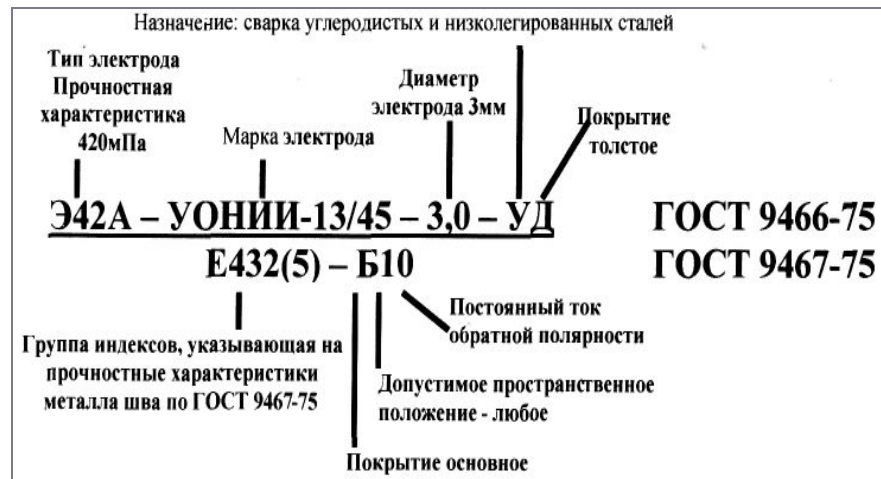 Назначение: сварка углеродистых и низколегированных сталей
Тип электрода
Прочностная
характеристика
420мПа
Марка электрода
Диаметр
электрода 3мм
Покрытие
толстое
Э42А – УОНИИ-13/45 – 3,0 – УД
ГОСТ 9466-75
Е432(5) – Б10
ГОСТ 9467-75
Группа индексов, указывающая на
прочностные характеристики
металла шва по ГОСТ 9467-75
Постоянный ток
обратной полярности
Допустимое пространственное
положение - любое
Покрытие основное